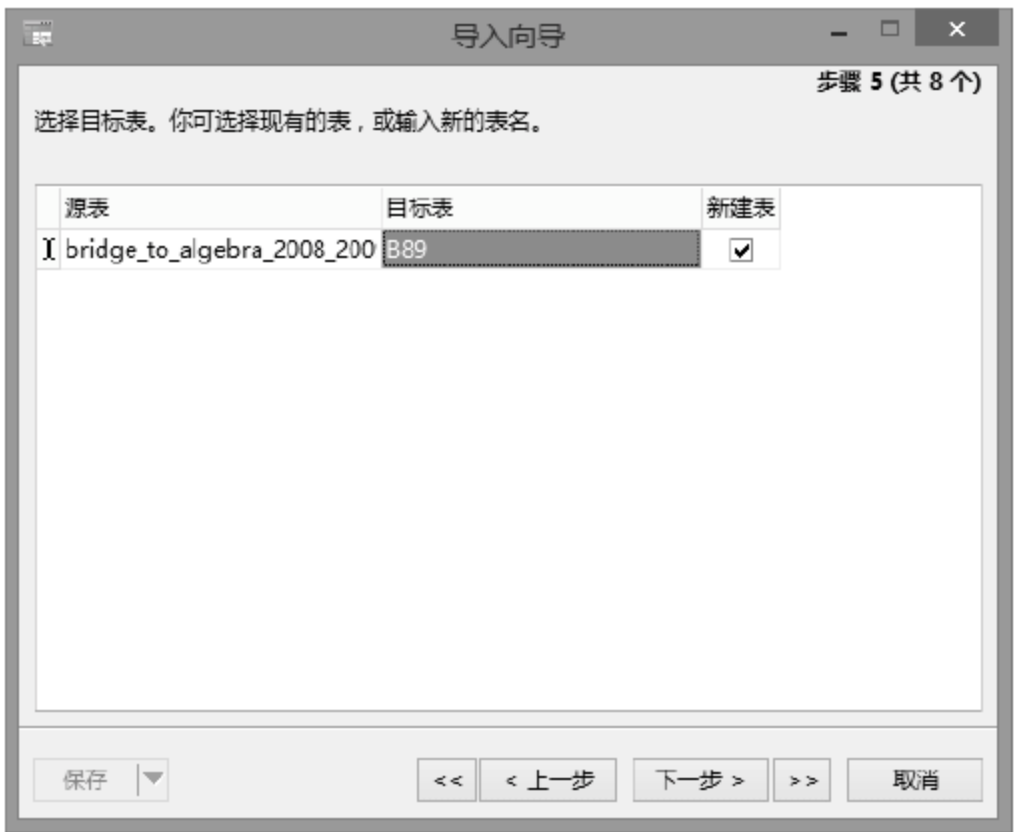 导入向导
步骤 5 (共 8 个)
选择目标表。你可选择现有的表，或输入新的表名。
源表 目标表 新建表
bridge_to_algebra_2008_200 B89
保存 << < 上一步 下一步 > >> 取消